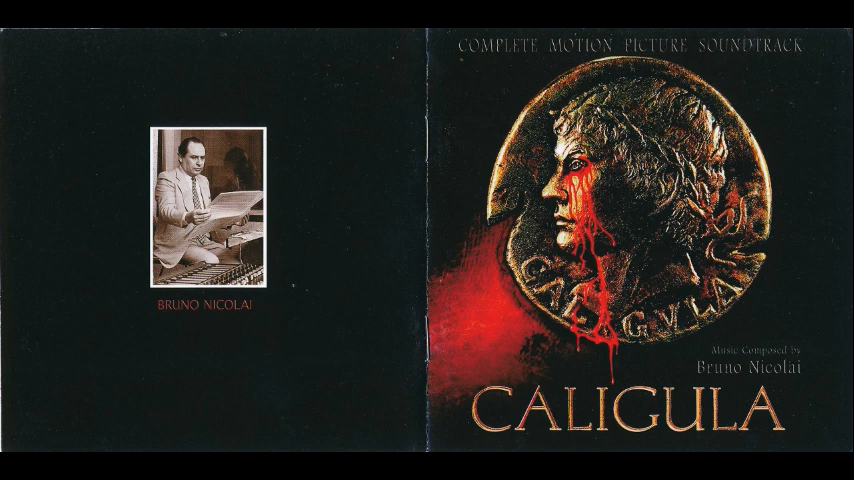 BRUNO NICOLAI
COMPLETE MOTION PICTURE SOUNDTRACK
CALIGVLA
Music Composed by
Bruno Nicolai
CALIGULA